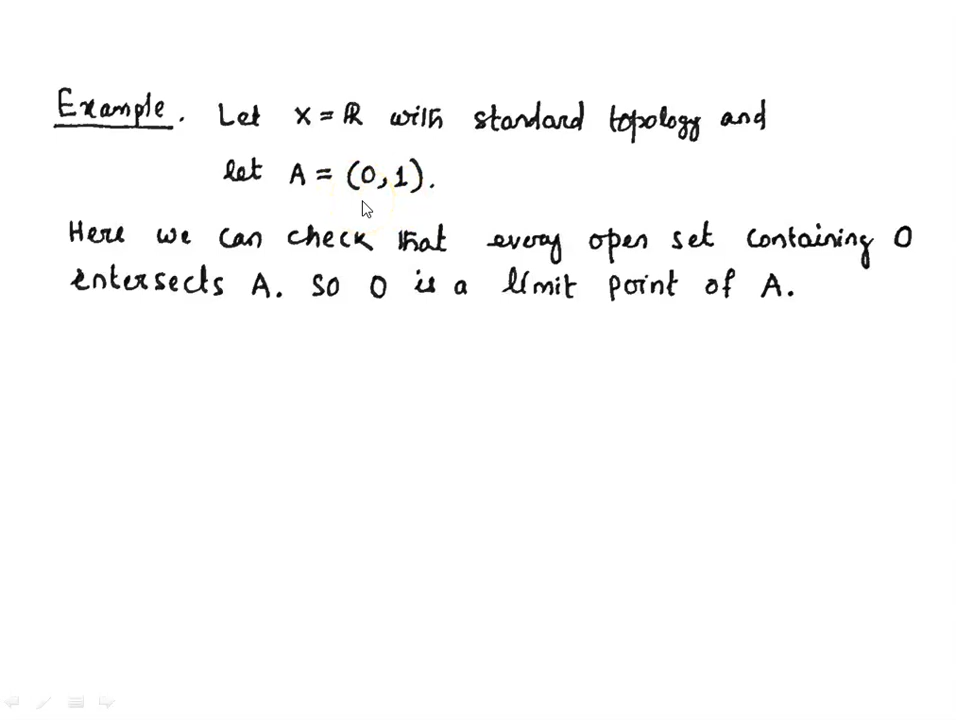 Example. Let X = ℝ with standard topology and
let A = (0, 1).
Here we can check that every open set containing 0
entersects A. So 0 is a limit point of A.